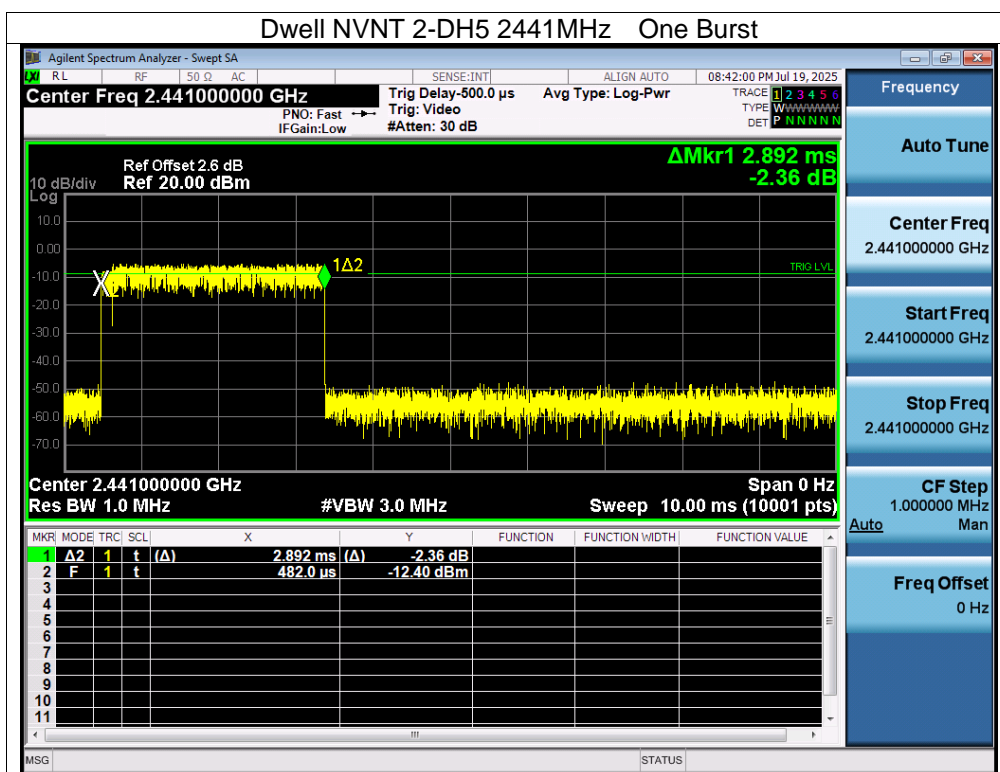 Dwell NVNT 2-DH5 2441MHz One Burst
Agilent Spectrum Analyzer - Swept SA
LXI RL RF 50 Ω AC SENSE:INT ALIGN AUTO 08:42:00 PM Jul 19, 2025
Center Freq 2.441000000 GHz
PNO: Fast
IFGain:Low
Trig Delay-500.0 µs
Trig: Video
#Atten: 30 dB
Avg Type: Log-Pwr
TRACE 1 2 3 4 5 6
TYPE WWWWWWW
DET P N N N N N
Frequency
Auto Tune
Center Freq
2.441000000 GHz
Start Freq
2.441000000 GHz
Stop Freq
2.441000000 GHz
CF Step
1.000000 MHz
Auto Man
Freq Offset
0 Hz
Ref Offset 2.6 dB
Ref 20.00 dBm
10 dB/div
Log
ΔMkr1 2.892 ms
-2.36 dB
10.0
0.00
-10.0
-20.0
-30.0
-40.0
-50.0
-60.0
-70.0
1Δ2
TRIG LVL
Center 2.441000000 GHz Span 0 Hz
Res BW 1.0 MHz #VBW 3.0 MHz Sweep 10.00 ms (10001 pts)
MKR MODE TRC SCL X Y FUNCTION FUNCTION WIDTH FUNCTION VALUE
1 Δ2 1 t (Δ) 2.892 ms (Δ) -2.36 dB
2 F 1 t 482.0 µs -12.40 dBm
3
4
5
6
7
8
9
10
11
MSG STATUS